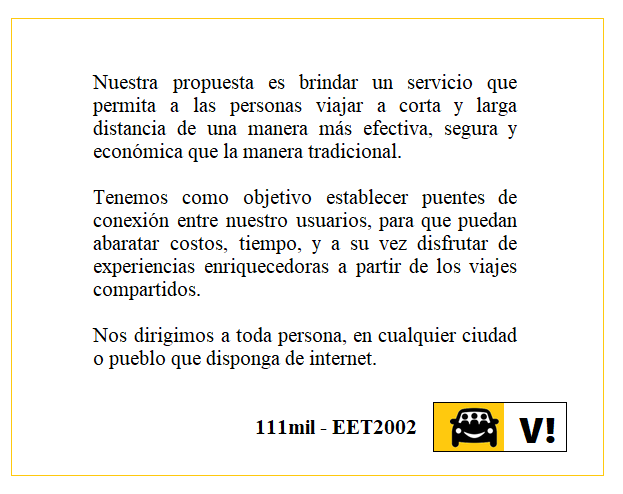 Nuestra propuesta es brindar un servicio que
permita a las personas viajar a corta y larga
distancia de una manera más efectiva, segura y
económica que la manera tradicional.
Tenemos como objetivo establecer puentes de
conexión entre nuestro usuarios, para que puedan
abaratar costos, tiempo, y a su vez disfrutar de
experiencias enriquecedoras a partir de los viajes
compartidos.
Nos dirigimos a toda persona, en cualquier ciudad
o pueblo que disponga de internet.
111mil - EET2002
V!